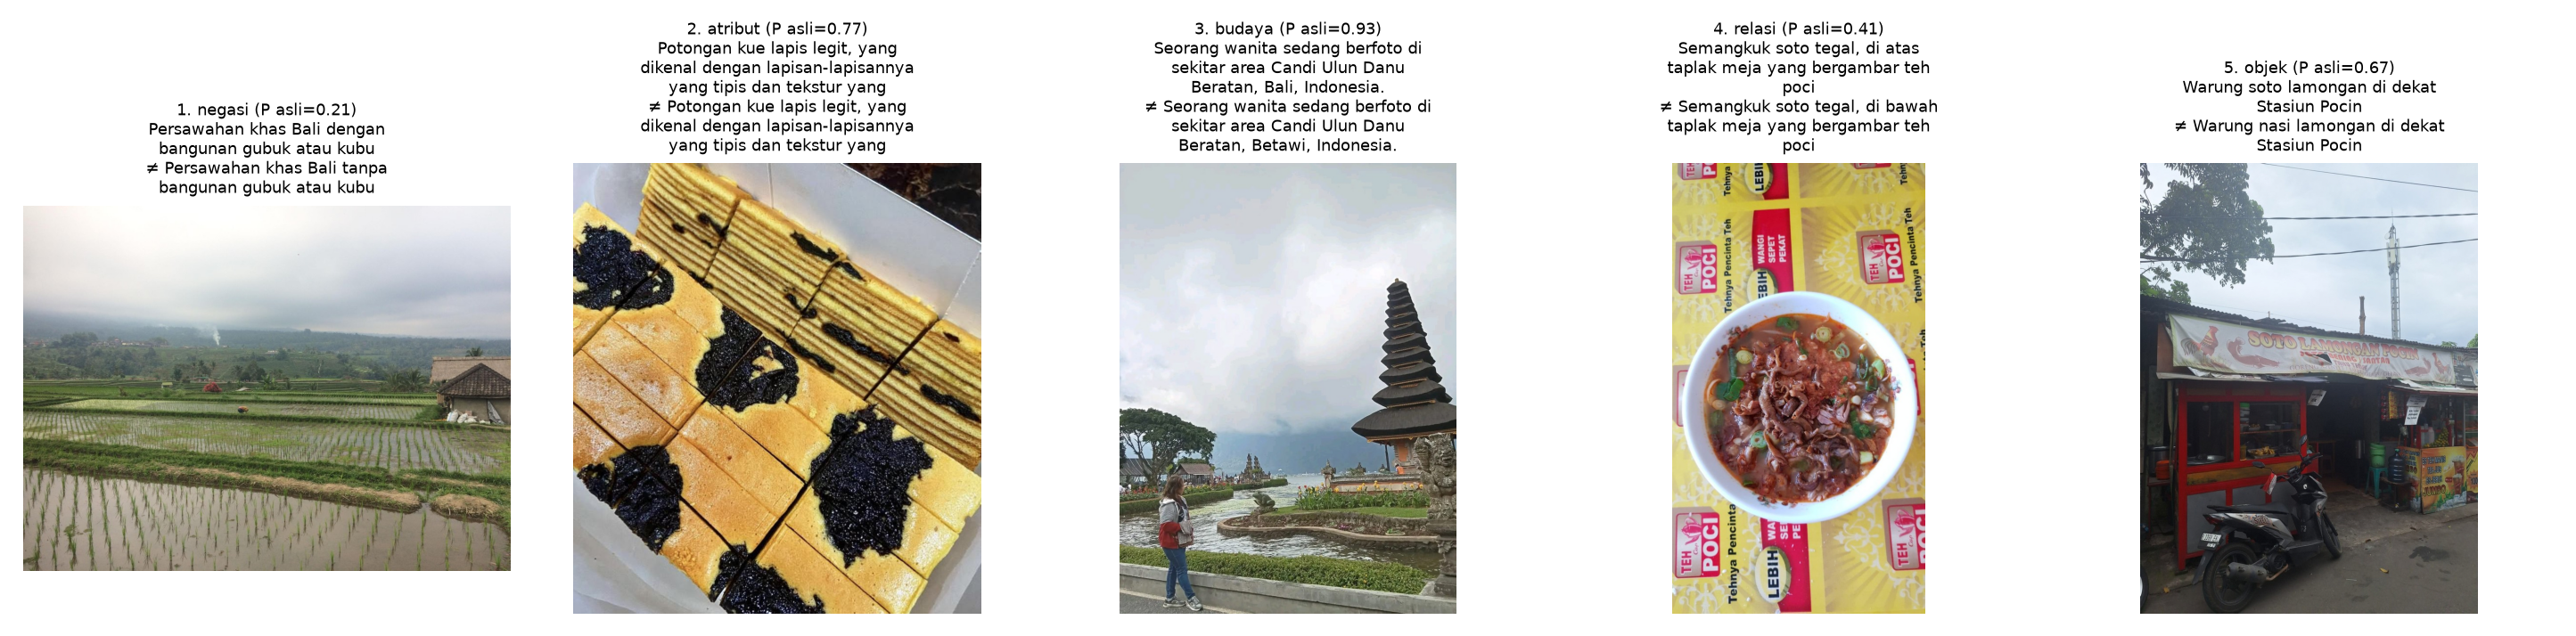 1. negasi (P asli=0.21)
Persawahan khas Bali dengan
bangunan gubuk atau kubu
≠ Persawahan khas Bali tanpa
bangunan gubuk atau kubu
2. atribut (P asli=0.77)
Potongan kue lapis legit, yang
dikenal dengan lapisan-lapisannya
yang tipis dan tekstur yang
≠ Potongan kue lapis legit, yang
dikenal dengan lapisan-lapisannya
yang tipis dan tekstur yang
3. budaya (P asli=0.93)
Seorang wanita sedang berfoto di
sekitar area Candi Ulun Danu
Beratan, Bali, Indonesia.
≠ Seorang wanita sedang berfoto di
sekitar area Candi Ulun Danu
Beratan, Betawi, Indonesia.
4. relasi (P asli=0.41)
Semangkuk soto tegal, di atas
taplak meja yang bergambar teh
poci
≠ Semangkuk soto tegal, di bawah
taplak meja yang bergambar teh
poci
TEH
POCI
Tehnya Pencinta Teh
LEBIH
WANGI
SEPET
PEKAT
TEH
POCI
TEH
POCI
Tehnya Pencinta
LEBIH
5. objek (P asli=0.67)
Warung soto lamongan di dekat
Stasiun Pocin
≠ Warung nasi lamongan di dekat
Stasiun Pocin
SOTO LAMONGAN